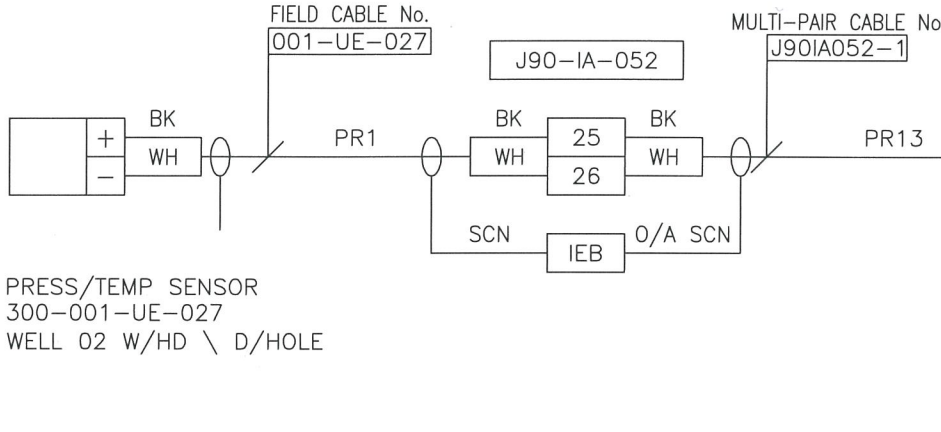 FIELD CABLE No.
001-UE-027
MULTI-PAIR CABLE No
J90IA052-1
J90-IA-052
+
-
BK
WH
PR1
BK
WH
25
26
BK
WH
PR13
SCN
IEB
O/A SCN
PRESS/TEMP SENSOR
300-001-UE-027
WELL 02 W/HD \ D/HOLE